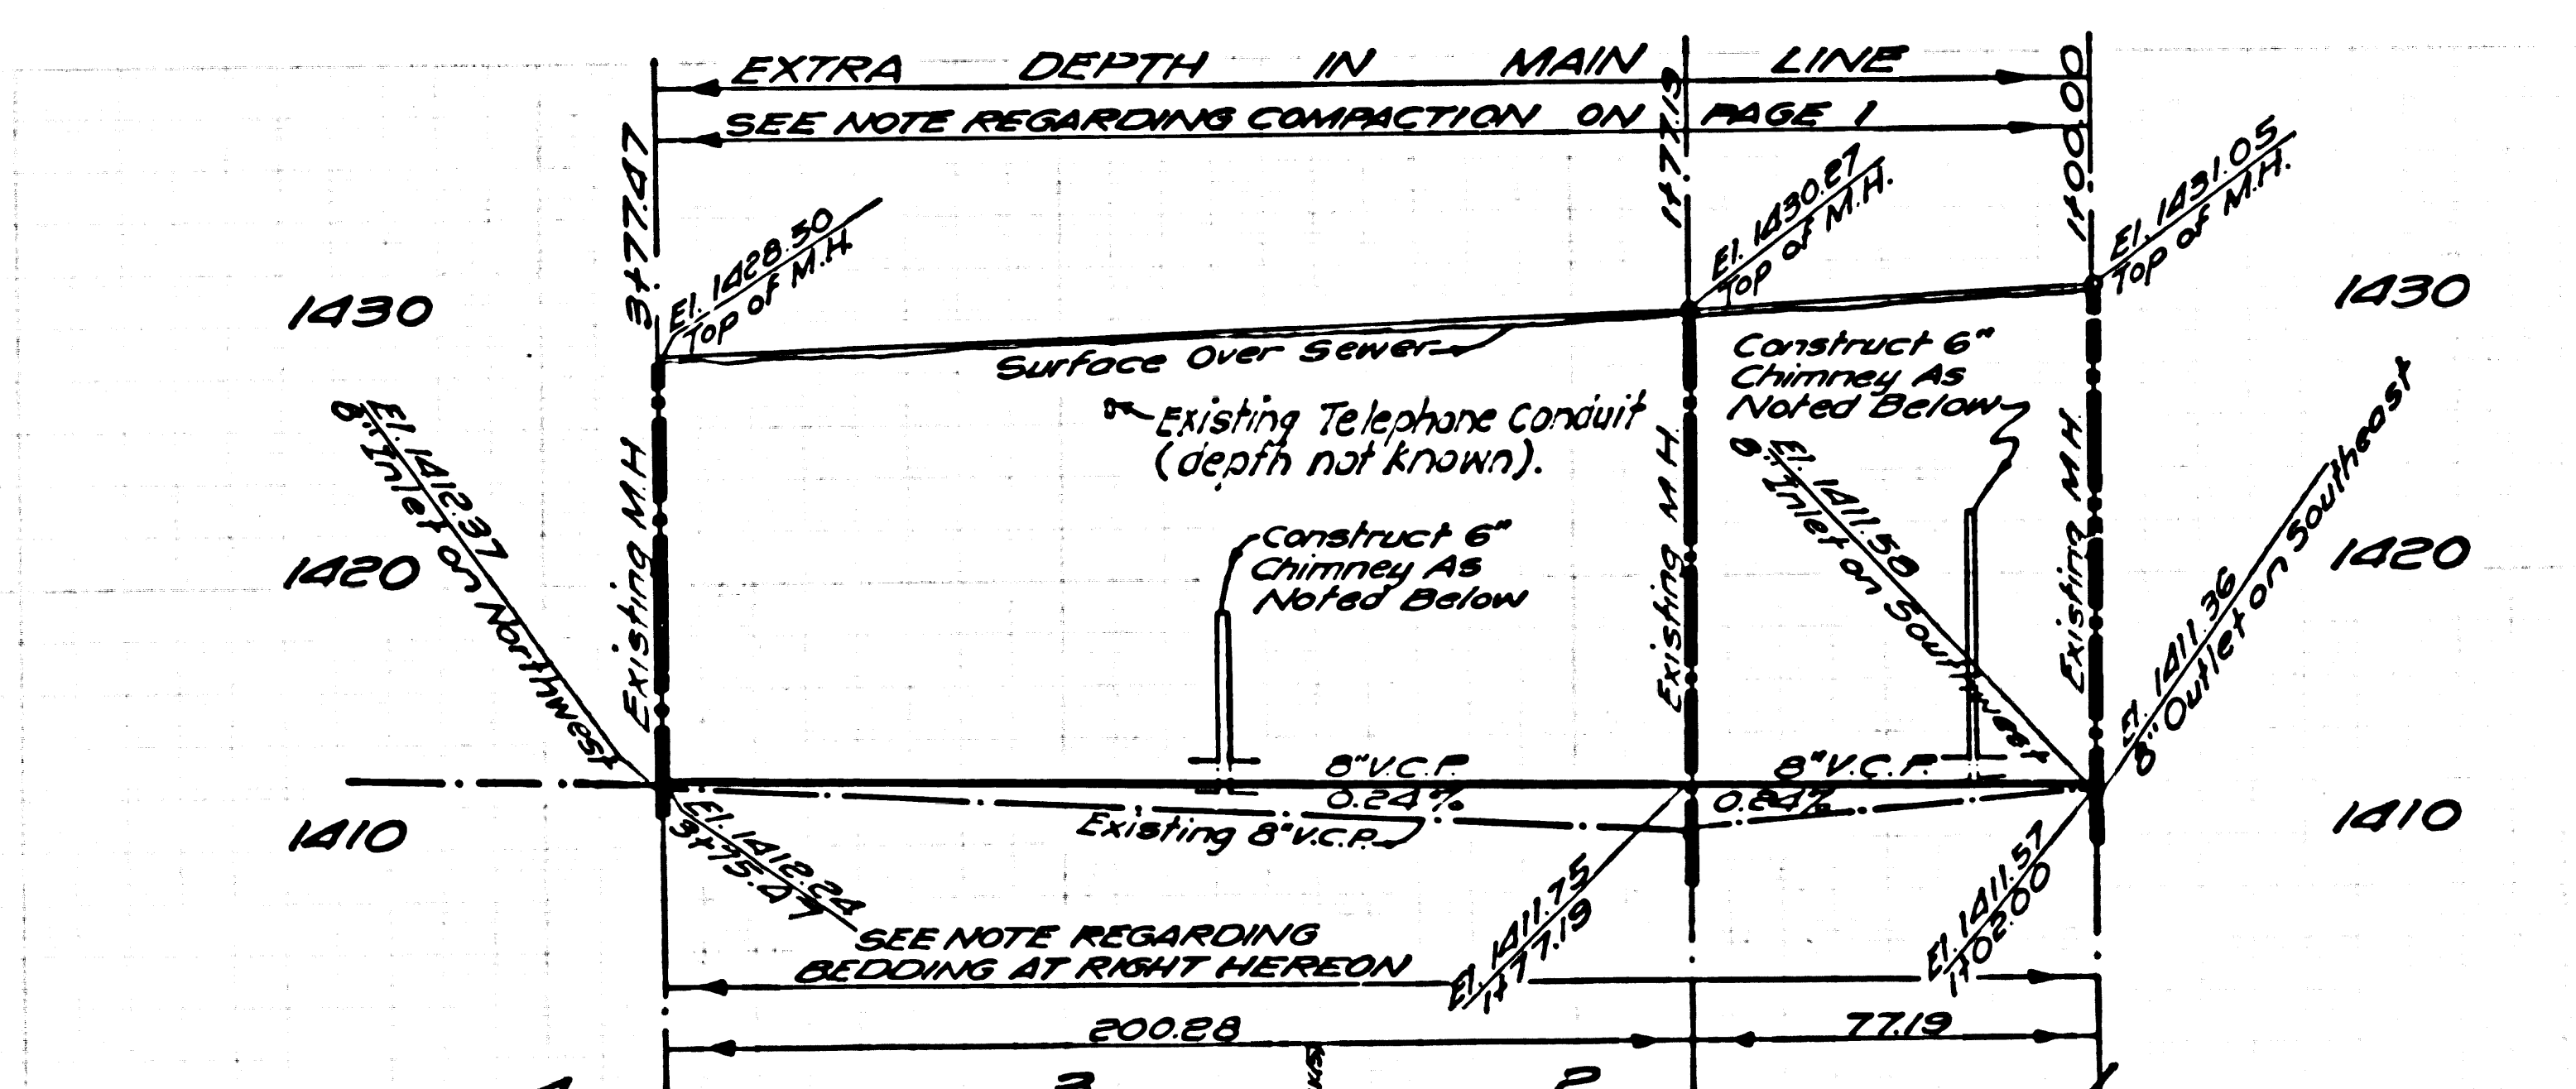 EXTRA DEPTH IN MAIN LINE
SEE NOTE REGARDING COMPACTION ON PAGE 1
3+77.47
1+77.19
1+00.00
El. 1428.50
Top of M.H.
El. 1430.27
Top of M.H.
El. 1431.05
Top of M.H.
1430
1430
Surface Over Sewer
Construct 6"
Chimney As
Noted Below
Existing Telephone Conduit
(depth not known).
El. 1412.37
8" Inlet on Northwest
Existing M.H.
Existing M H
Existing M.H.
El. 1411.58
8" Inlet on Southwest
El. 1411.36
8" Outlet on Southeast
1420
1420
Construct 6"
Chimney As
Noted Below
8" V.C.P.
0.24%
8" V.C.P.
0.24%
Existing 8" V.C.P.
1410
1410
El. 1412.24
3+75.47
El. 1411.75
1+77.19
El. 1411.57
1+02.00
SEE NOTE REGARDING
BEDDING AT RIGHT HEREON
200.28
77.19
3
2